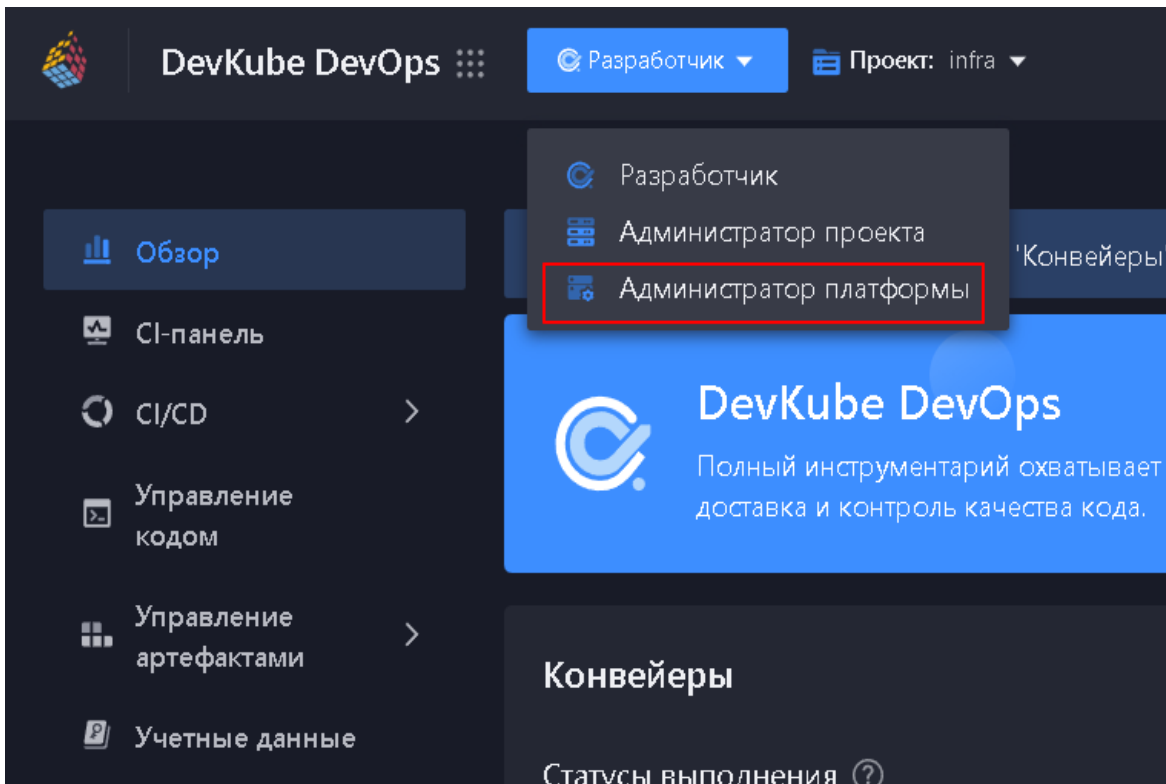 DevKube DevOps
Разработчик
Проект: infra
Разработчик
Администратор проекта
Администратор платформы
Обзор
CI-панель
CI/CD
Управление
кодом
Управление
артефактами
Учетные данные
'Конвейеры'
DevKube DevOps
Полный инструментарий охватывает
доставка и контроль качества кода.
Конвейеры
Статусы выполнения